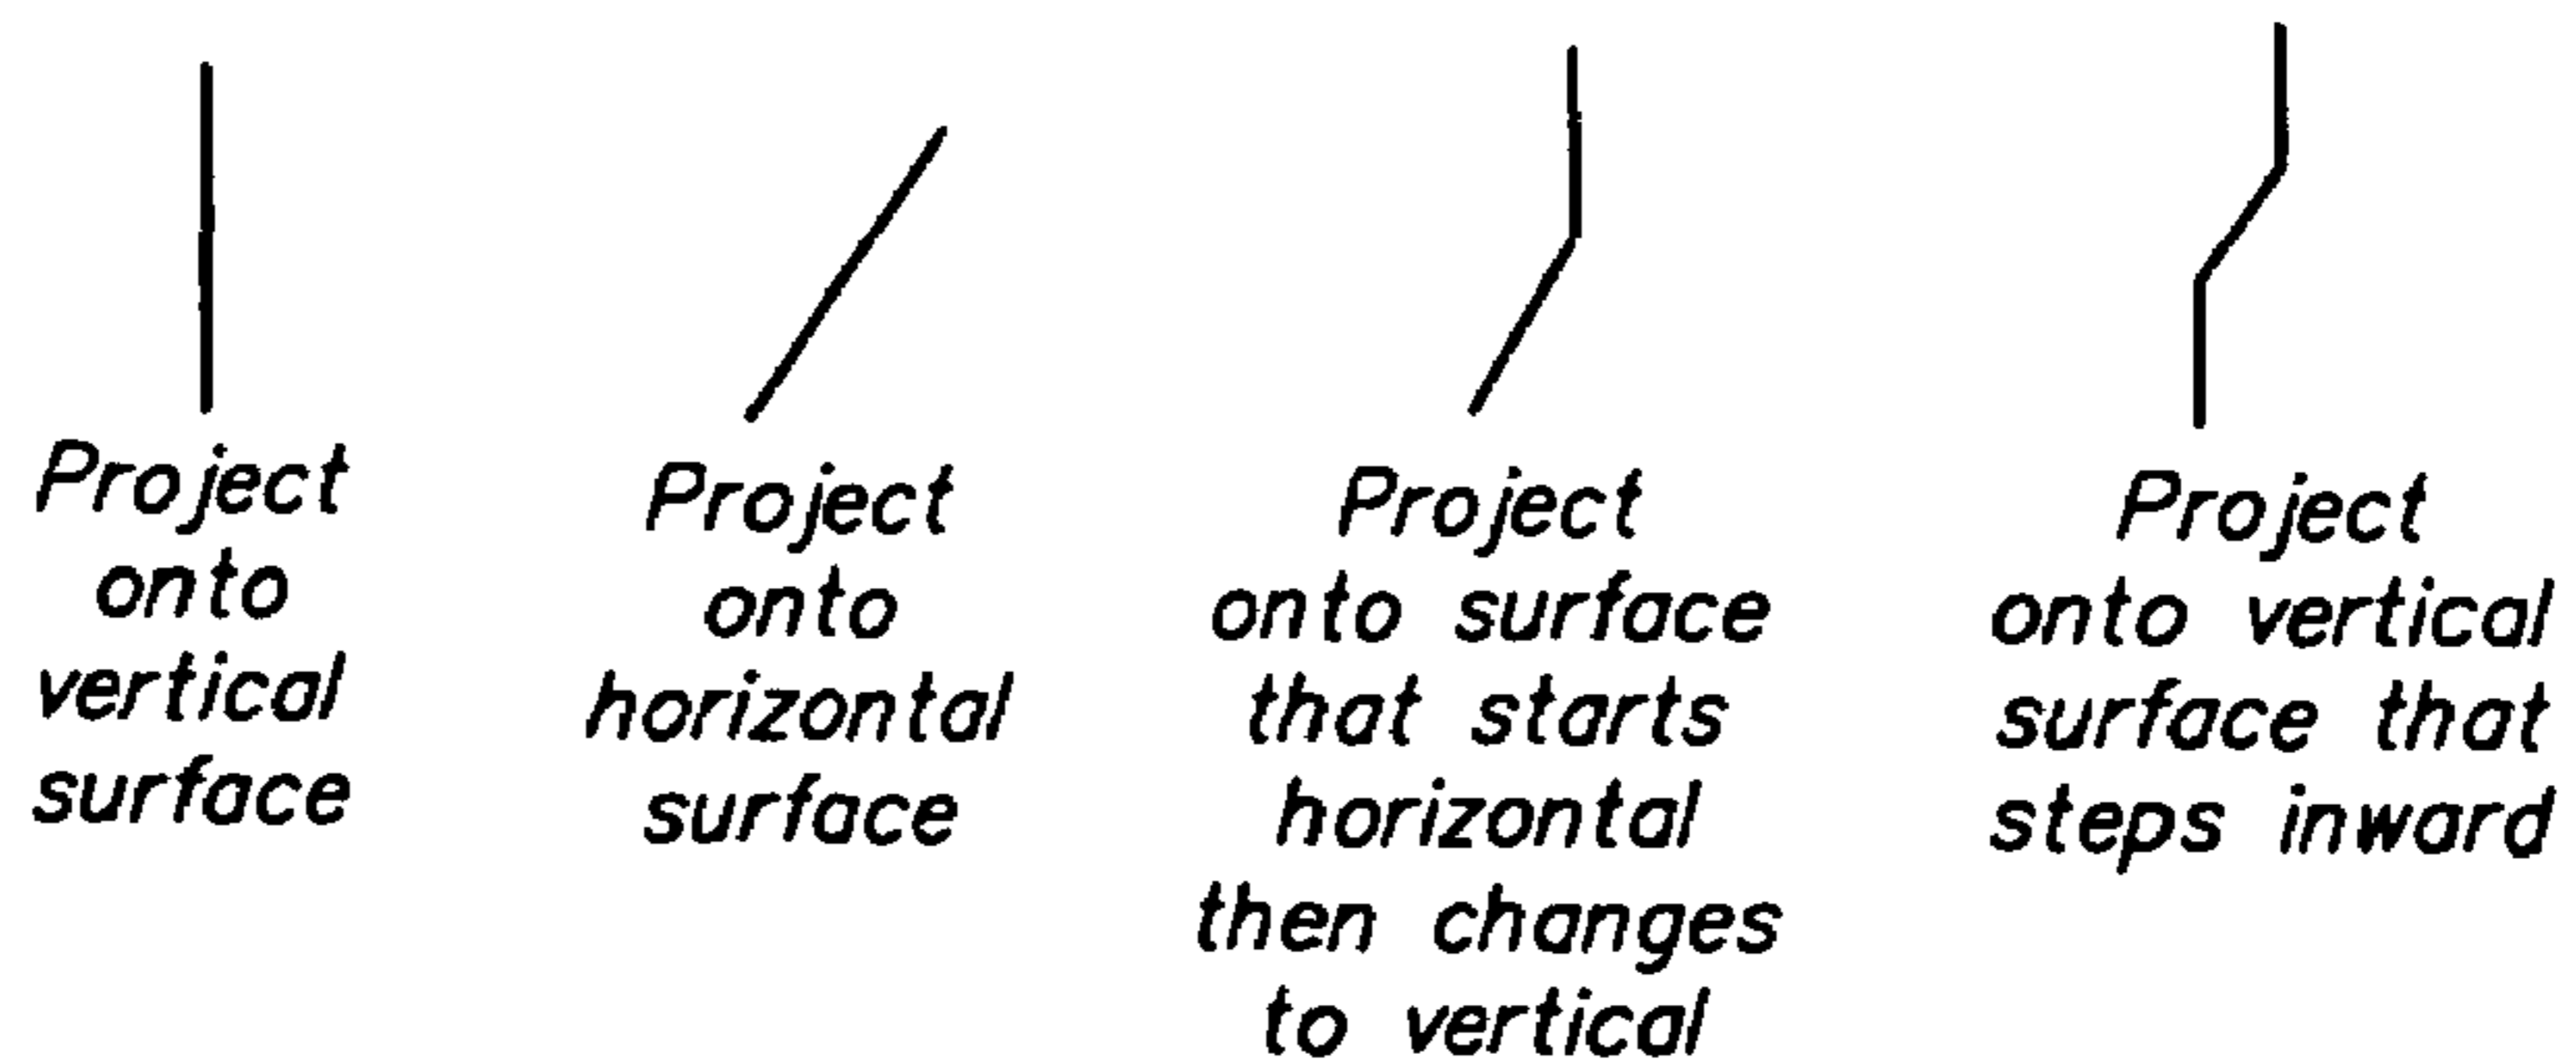 Project
onto
vertical
surface
Project
onto
horizontal
surface
Project
onto surface
that starts
horizontal
then changes
to vertical
Project
onto vertical
surface that
steps inward